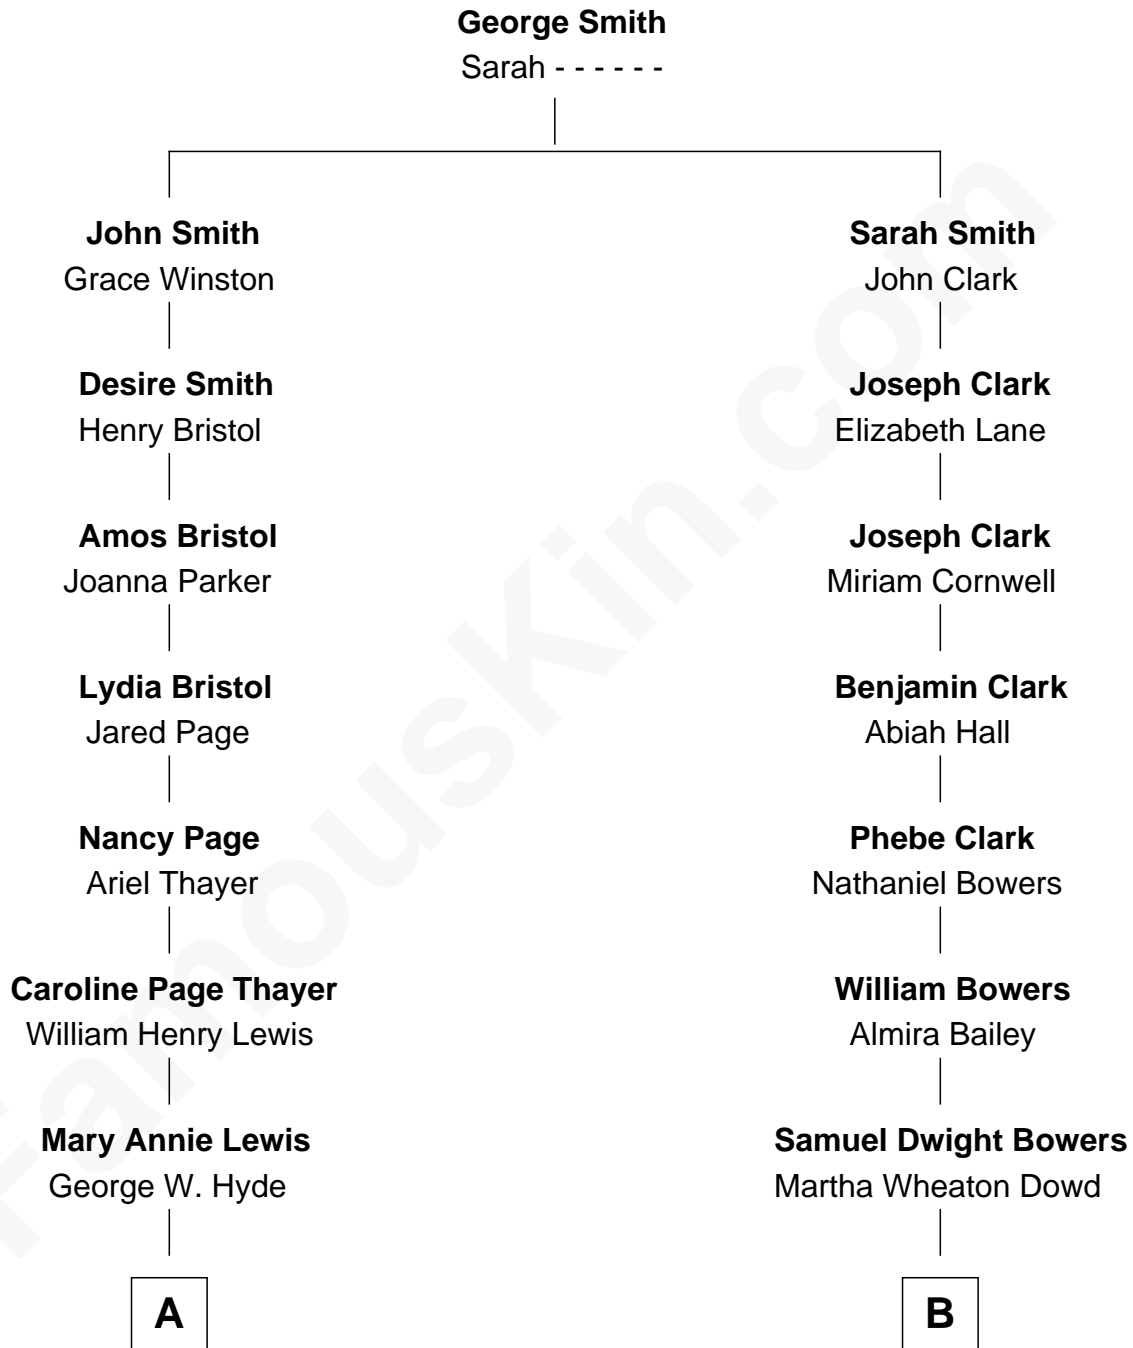 George Smith
Sarah - - - - - -
John Smith
Grace Winston
Sarah Smith
John Clark
Desire Smith
Henry Bristol
Joseph Clark
Elizabeth Lane
Amos Bristol
Joanna Parker
Joseph Clark
Miriam Cornwell
Lydia Bristol
Jared Page
Benjamin Clark
Abiah Hall
Nancy Page
Ariel Thayer
Phebe Clark
Nathaniel Bowers
Caroline Page Thayer
William Henry Lewis
William Bowers
Almira Bailey
Mary Annie Lewis
George W. Hyde
Samuel Dwight Bowers
Martha Wheaton Dowd
A
B
FamousKin.com